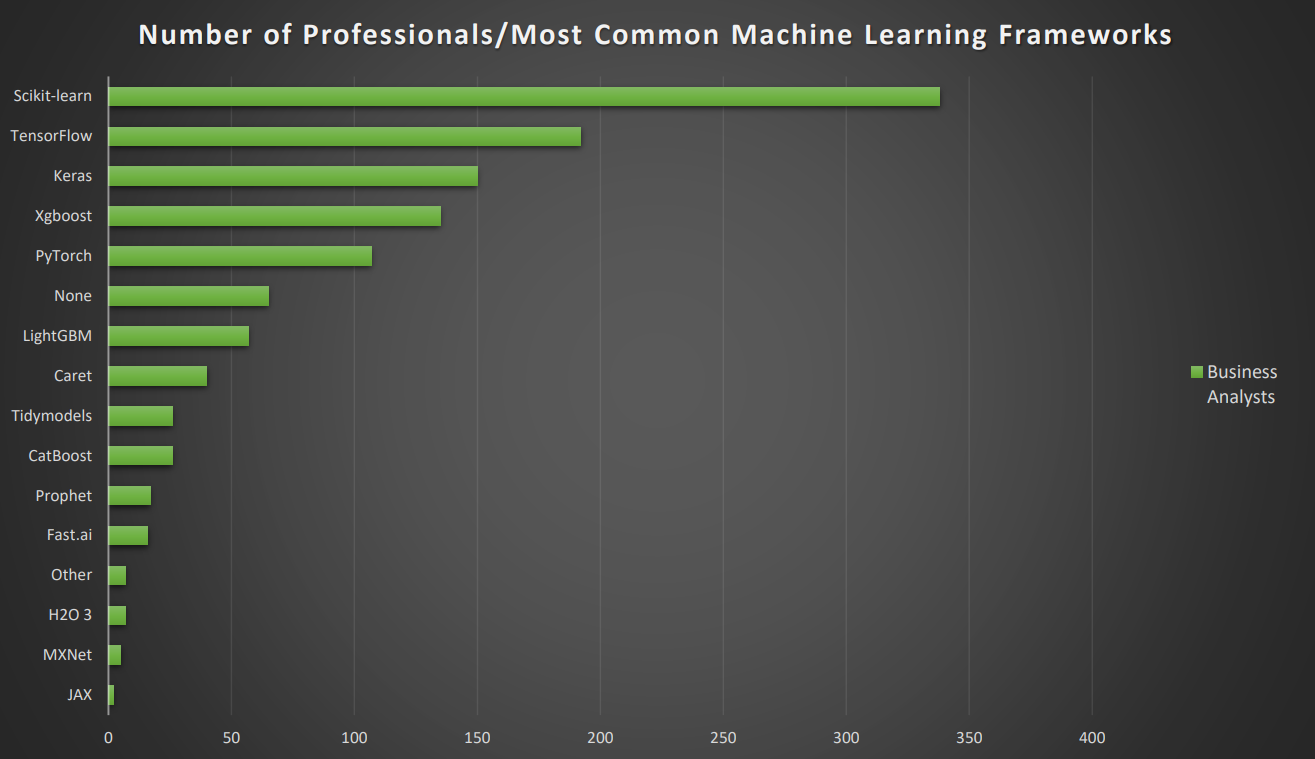 Number of Professionals/Most Common Machine Learning Frameworks
Scikit-learn
TensorFlow
Keras
Xgboost
PyTorch
None
LightGBM
Caret
Tidymodels
CatBoost
Prophet
Fast.ai
Other
H2O 3
MXNet
JAX
0 50 100 150 200 250 300 350 400
Business
Analysts